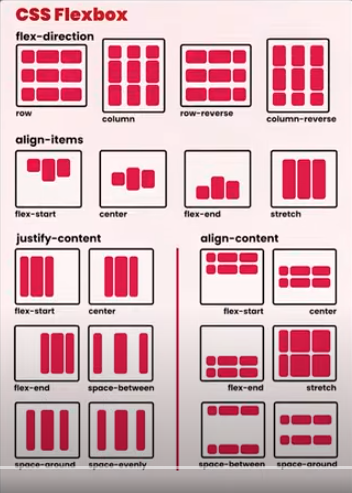 CSS Flexbox
flex-direction
row
column
row-reverse
column-reverse
align-items
flex-start
center
flex-end
stretch
justify-content
flex-start
center
flex-end
space-between
space-around
space-evenly
align-content
flex-start
center
flex-end
stretch
space-between
space-around